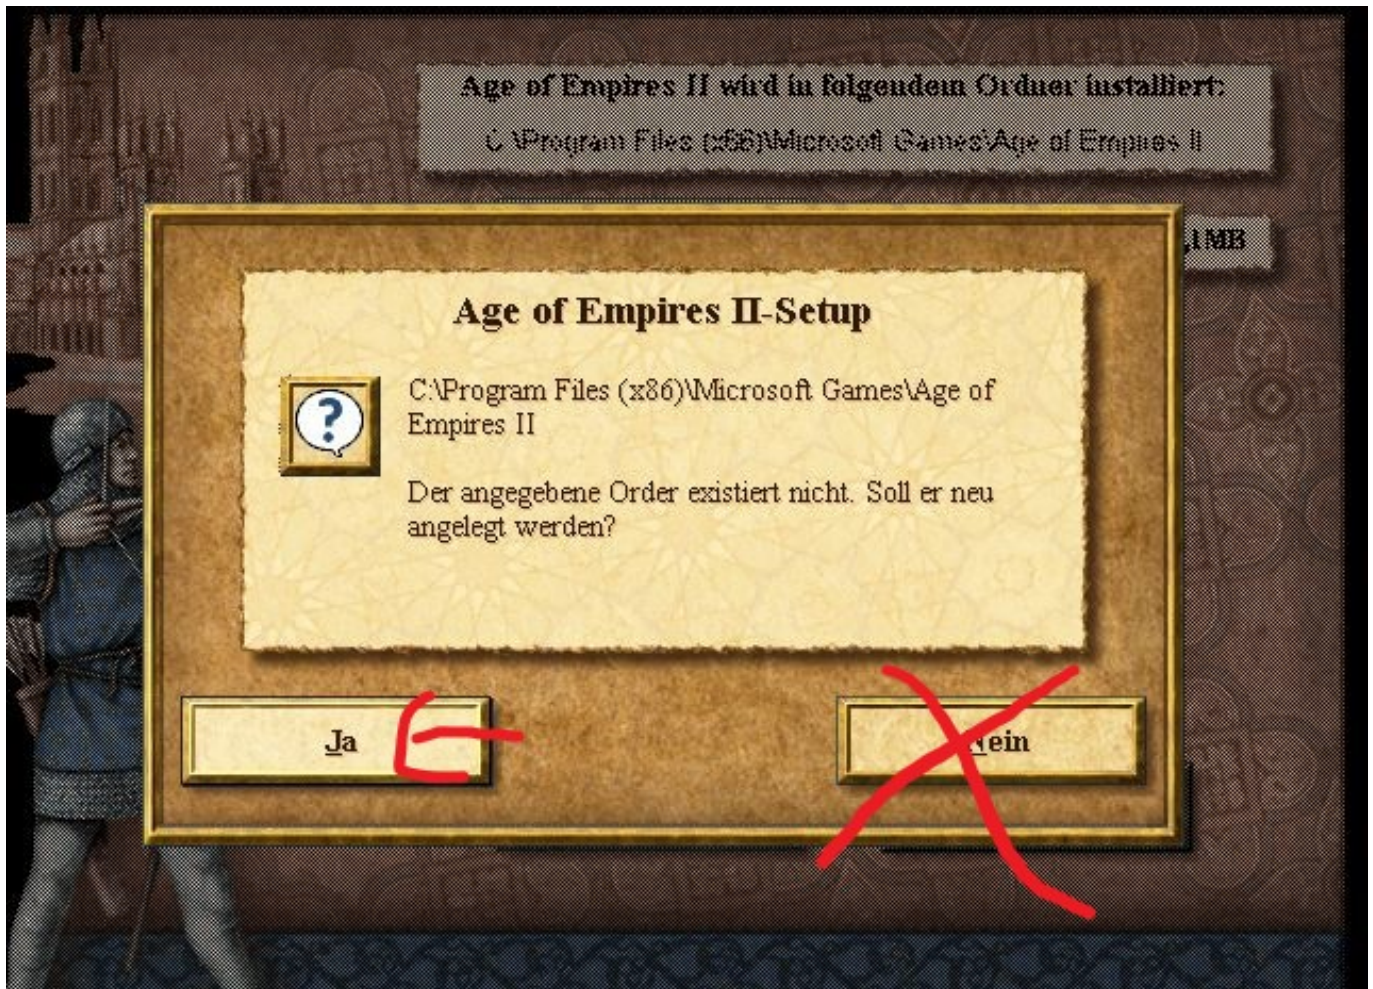 Age of Empires II wird in folgendem Ordner installiert:
C:\Program Files (x86)\Microsoft Games\Age of Empires II
,1MB
Age of Empires II-Setup
C:\Program Files (x86)\Microsoft Games\Age of
Empires II
Der angegebene Order existiert nicht. Soll er neu
angelegt werden?
Ja
Nein